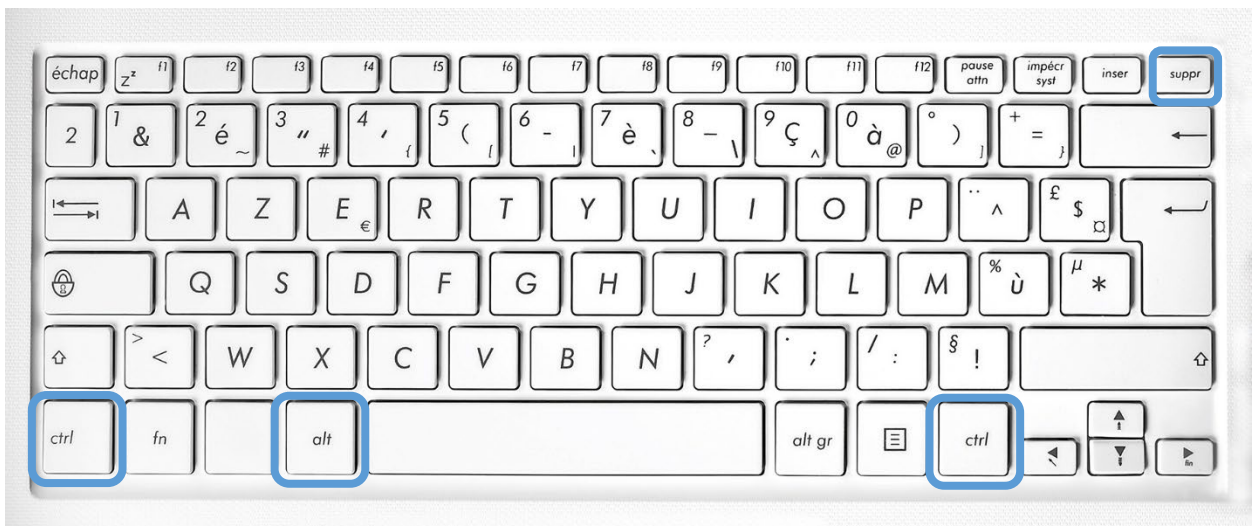 échap z² f1 f2 f3 f4 f5 f6 f7 f8 f9 f10 f11 f12 pause attn impécr syst inser suppr
2 1 & 2 é ~ 3 " # 4 ' { 5 ( [ 6 - | 7 è ` 8 _ \ 9 ç ^ 0 à @ ° ) ] + = }
A Z E € R T Y U I O P ¨ ^ £ $ ¤
Q S D F G H J K L M % ù µ *
> < W X C V B N ? , . ; / : § !
ctrl fn alt alt gr ctrl fin